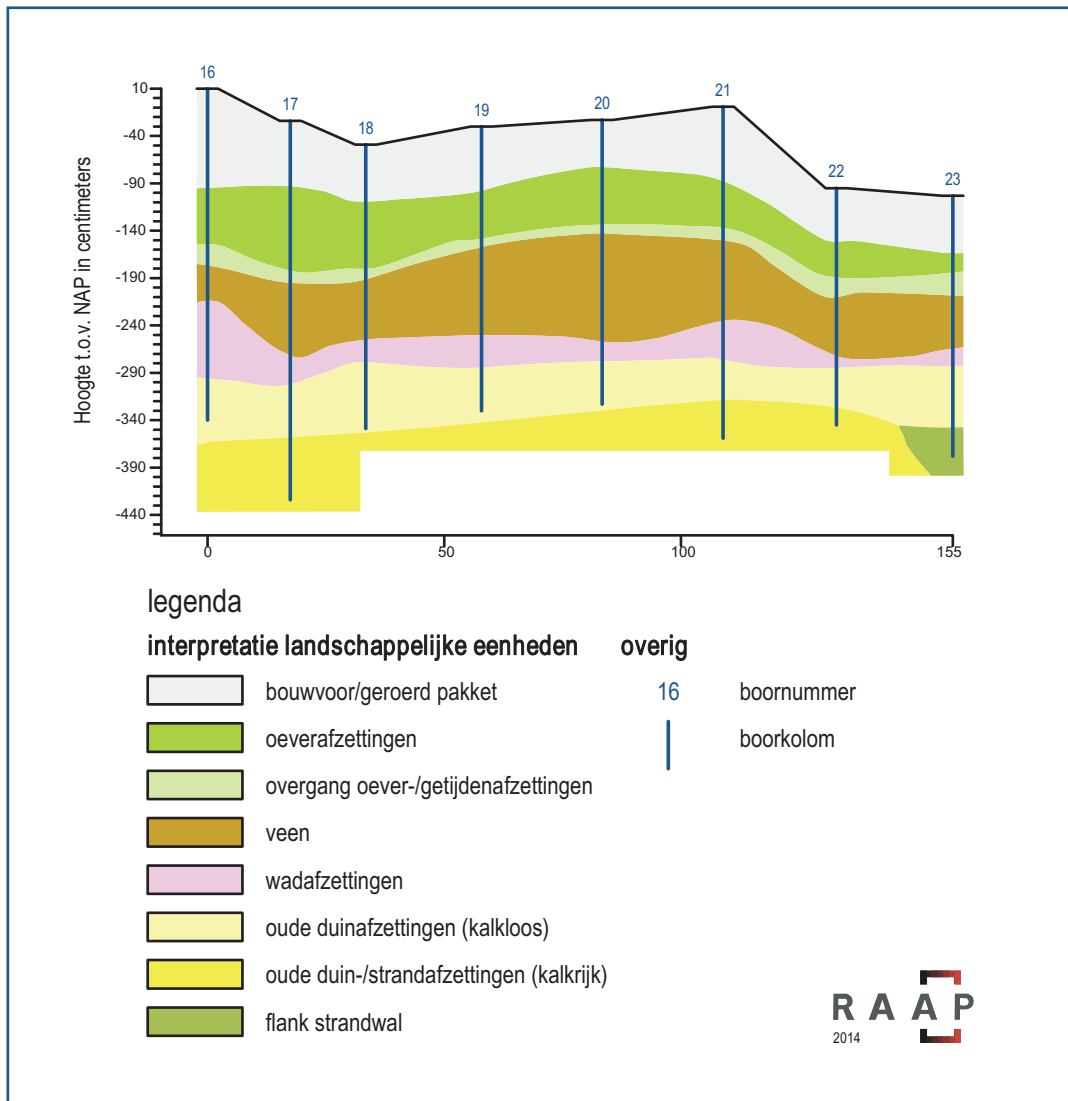 16
17
18
19
20
21
22
23
Hoogte t.o.v. NAP in centimeters
10
-40
-90
-140
-190
-240
-290
-340
-390
-440
0
50
100
155
legenda
interpretatie landschappelijke eenheden
bouwvoor/geroerd pakket
oeverafzettingen
overgang oever-/getijdenafzettingen
veen
wadafzettingen
oude duinafzettingen (kalkloos)
oude duin-/strandafzettingen (kalkrijk)
flank strandwal
overig
16 boornummer
boorkolom
RAAP
2014